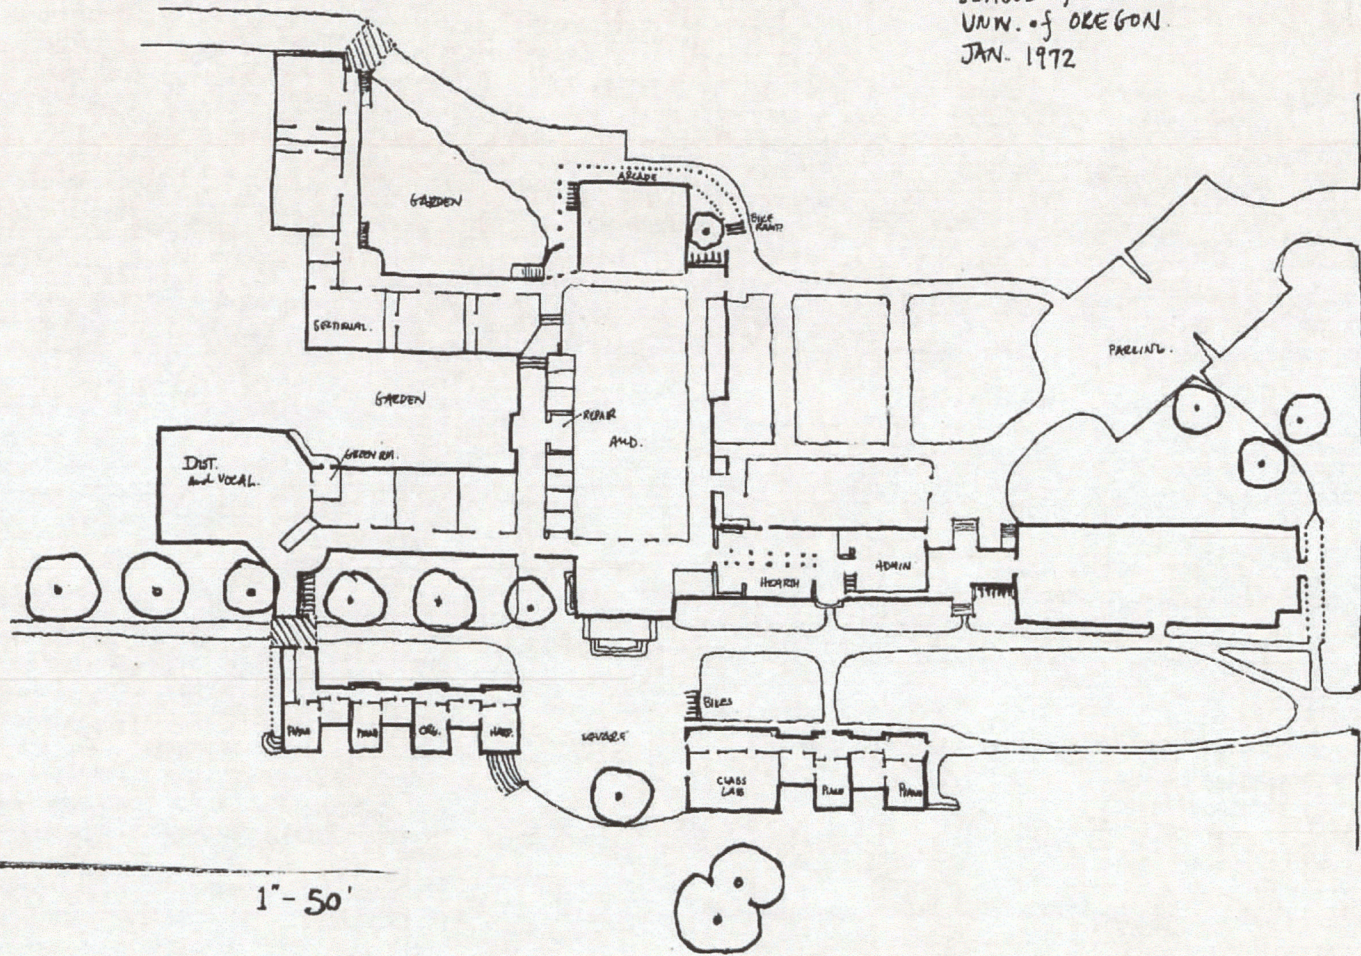 UNIV. of OREGON.
JAN. 1972
ARCADE
GARDEN
BIKE
RAMP.
SECTIONAL.
PARKING.
GARDEN
REPAIR
AUD.
GREEN RM.
DIST.
and VOCAL.
ADMIN
HEARTH
BIKES
PIANO
PIANO
ORG.
HARP.
SQUARE
CLASS
LAB
PIANO
PIANO
1"-50'